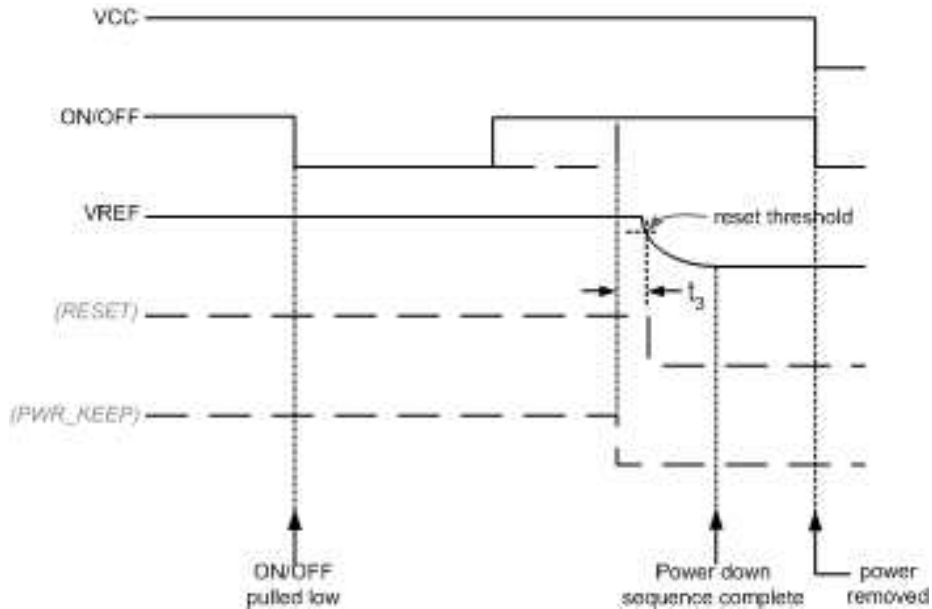 VCC
ON/OFF
VREF
reset threshold
t3
(RESET)
(PWR_KEEP)
ON/OFF
pulled low
Power down
sequence complete
power
removed